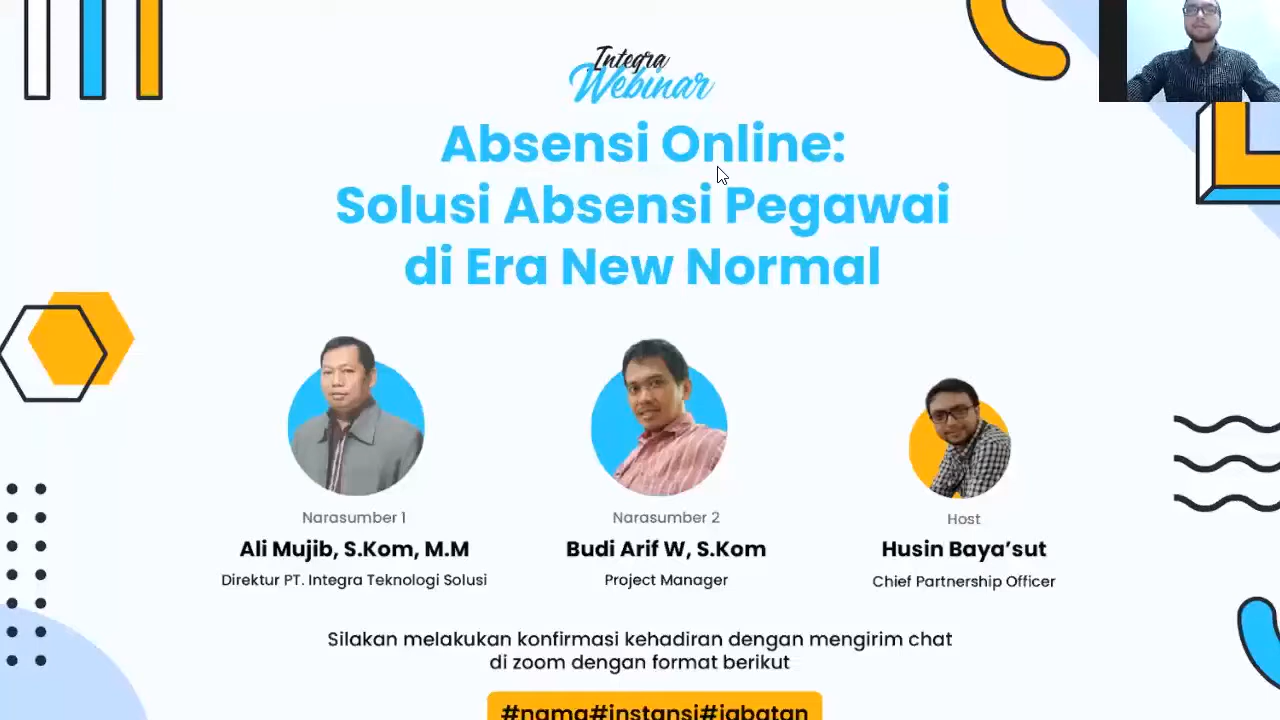 Integra
Webinar
Absensi Online:
Solusi Absensi Pegawai
di Era New Normal
Narasumber 1
Ali Mujib, S.Kom, M.M
Direktur PT. Integra Teknologi Solusi
Narasumber 2
Budi Arif W, S.Kom
Project Manager
Host
Husin Baya’sut
Chief Partnership Officer
Silakan melakukan konfirmasi kehadiran dengan mengirim chat
di zoom dengan format berikut
#nama#instansi#jabatan